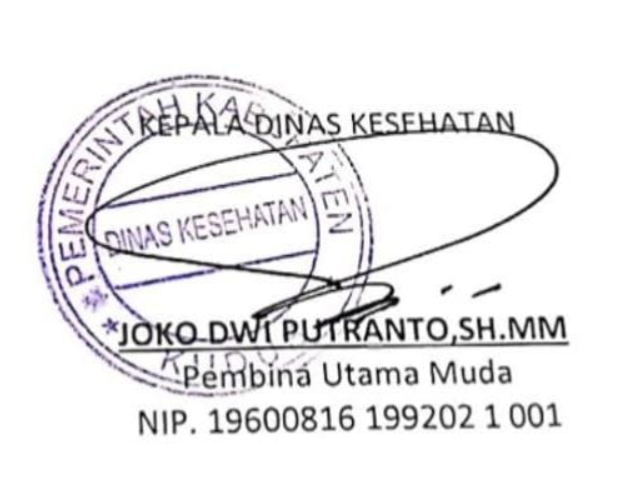 KEPALA DINAS KESEHATAN
PEMERINTAH KABUPATEN
DINAS KESEHATAN
JOKO DWI PUTRANTO,SH.MM
Pembina Utama Muda
NIP. 19600816 199202 1 001